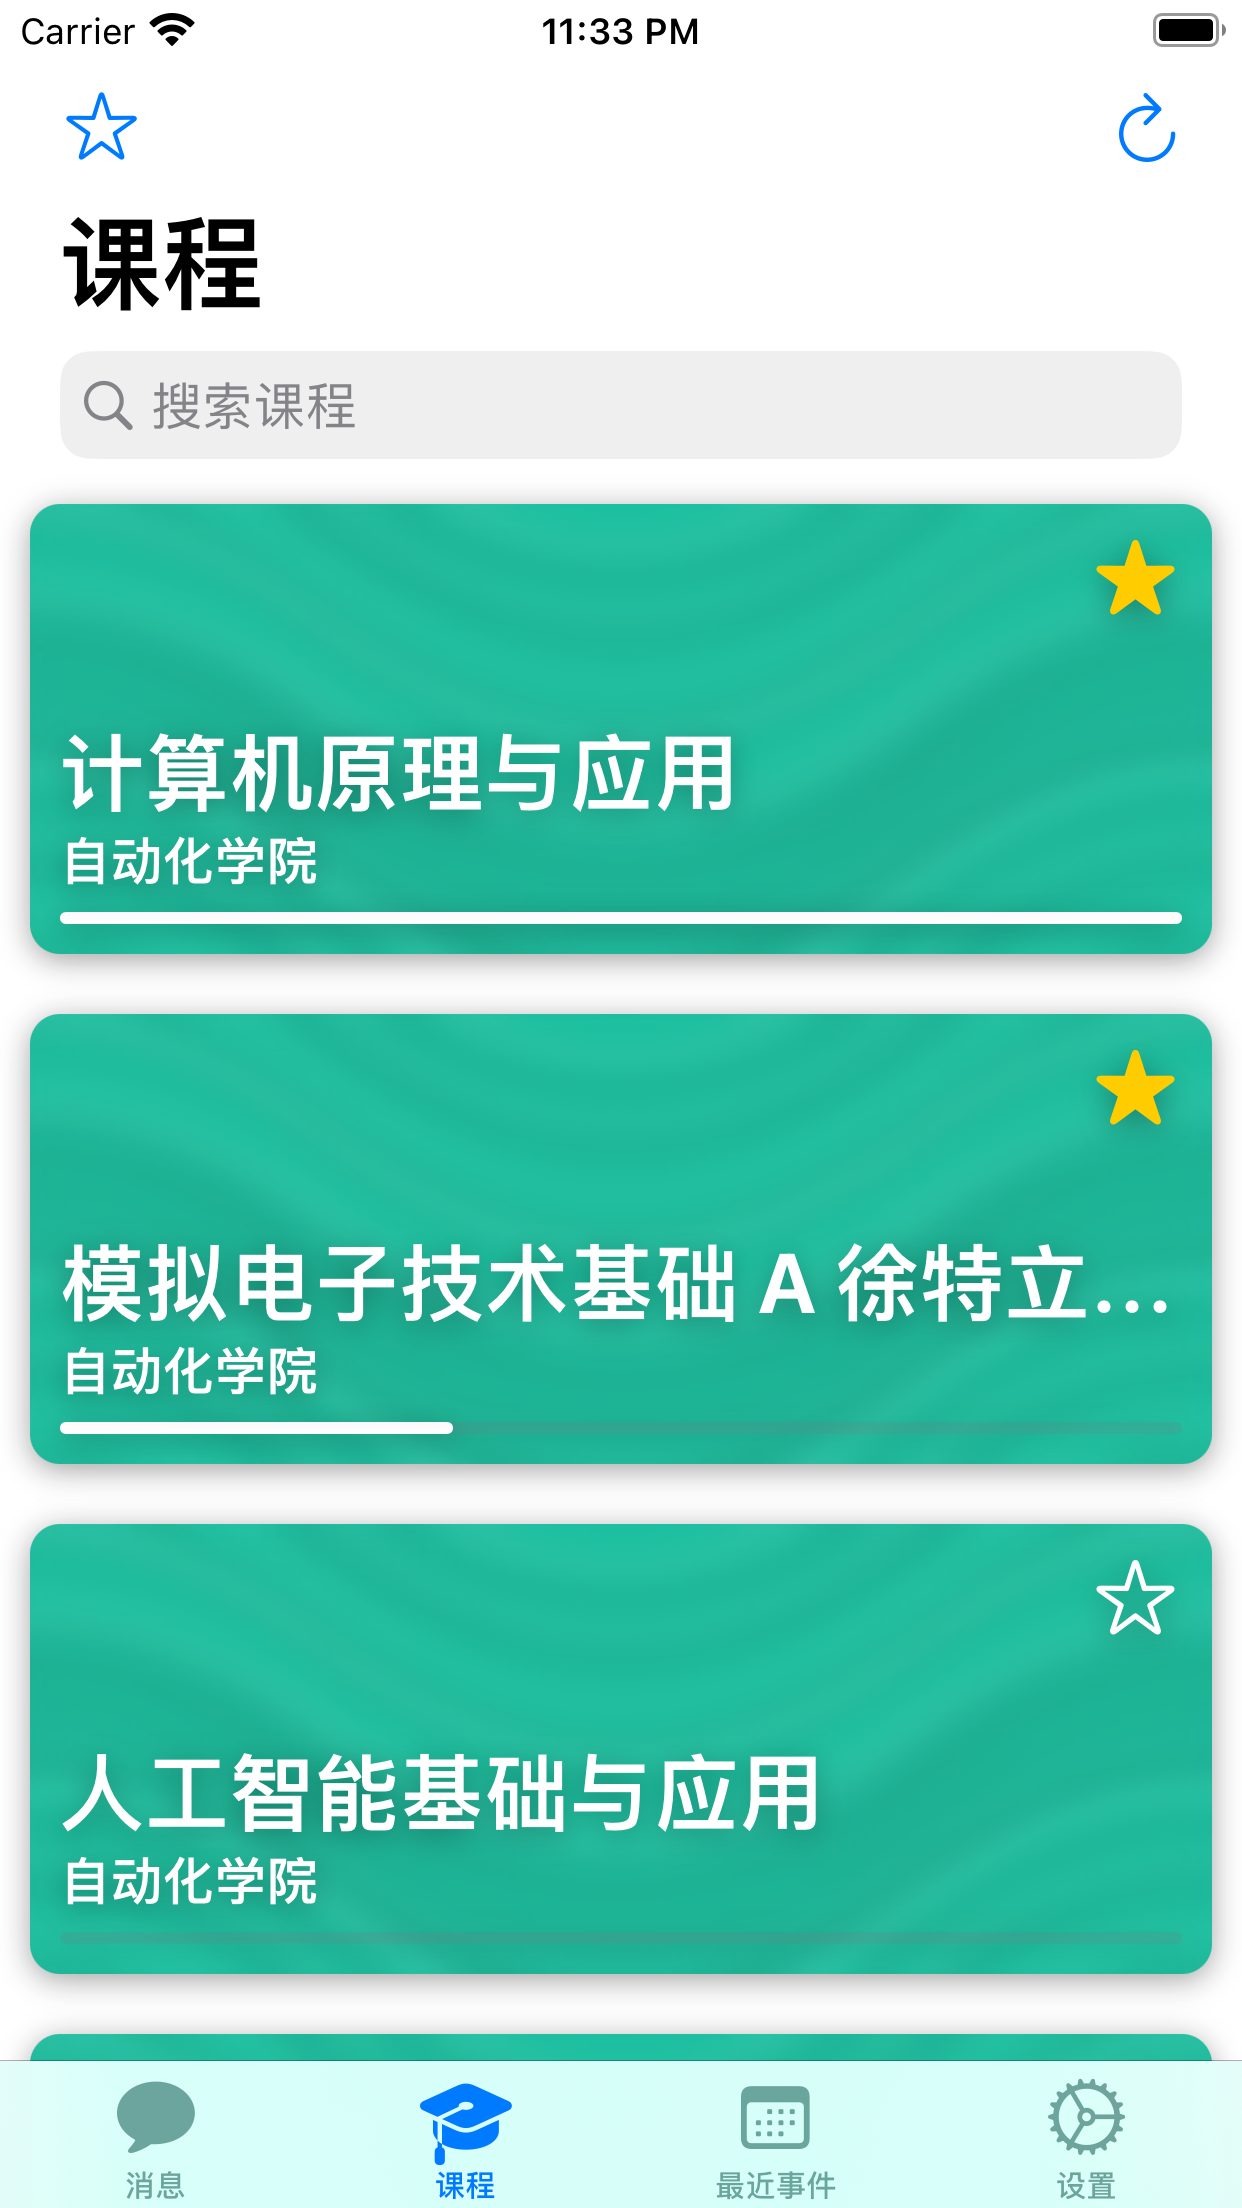 Carrier 11:33 PM
课程
搜索课程
计算机原理与应用
自动化学院
模拟电子技术基础 A 徐特立...
自动化学院
人工智能基础与应用
自动化学院
消息 课程 最近事件 设置